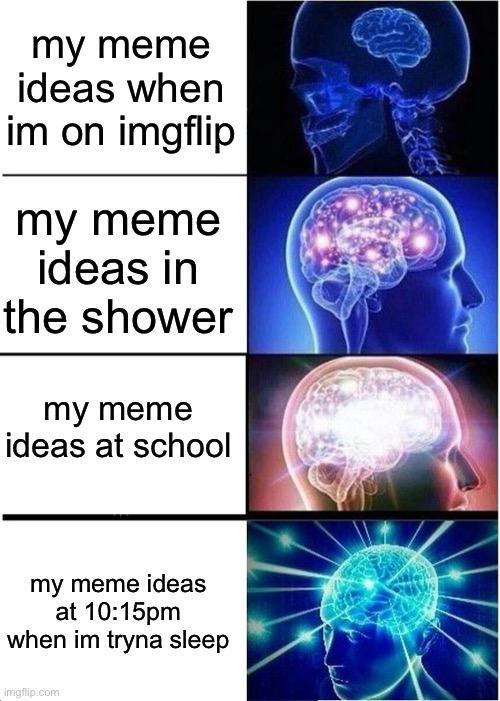 my meme
ideas when
im on imgflip
my meme
ideas in
the shower
my meme
ideas at school
my meme ideas
at 10:15pm
when im tryna sleep
imgflip.com